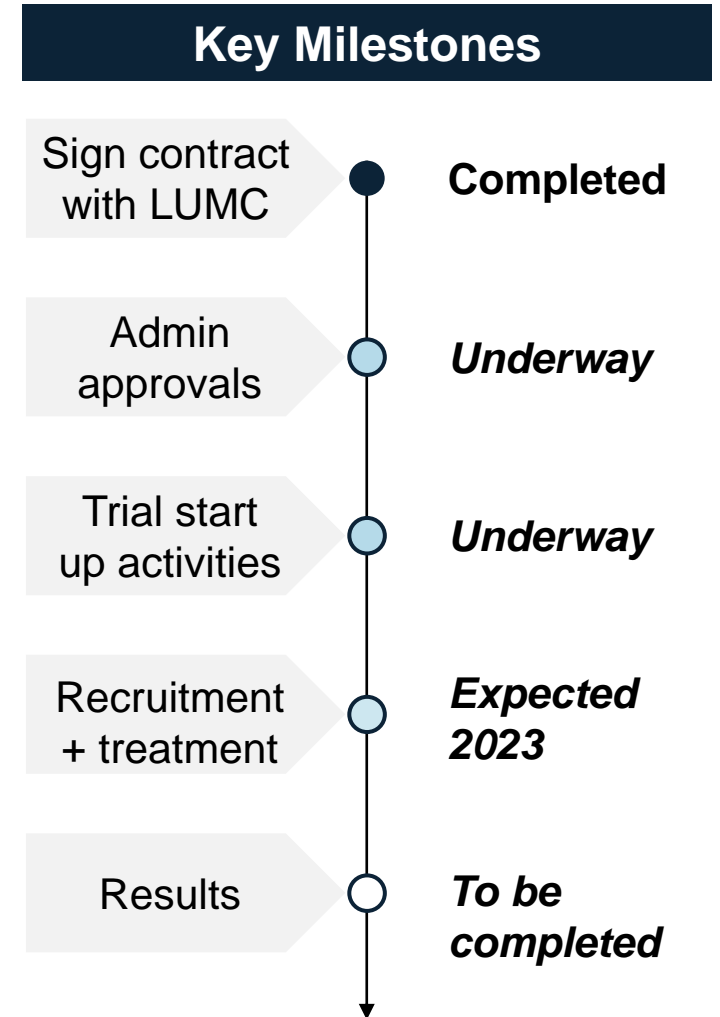 Key Milestones
Sign contract
with LUMC
Completed
Admin
approvals
Underway
Trial start
up activities
Underway
Recruitment
+ treatment
Expected
2023
Results
To be
completed